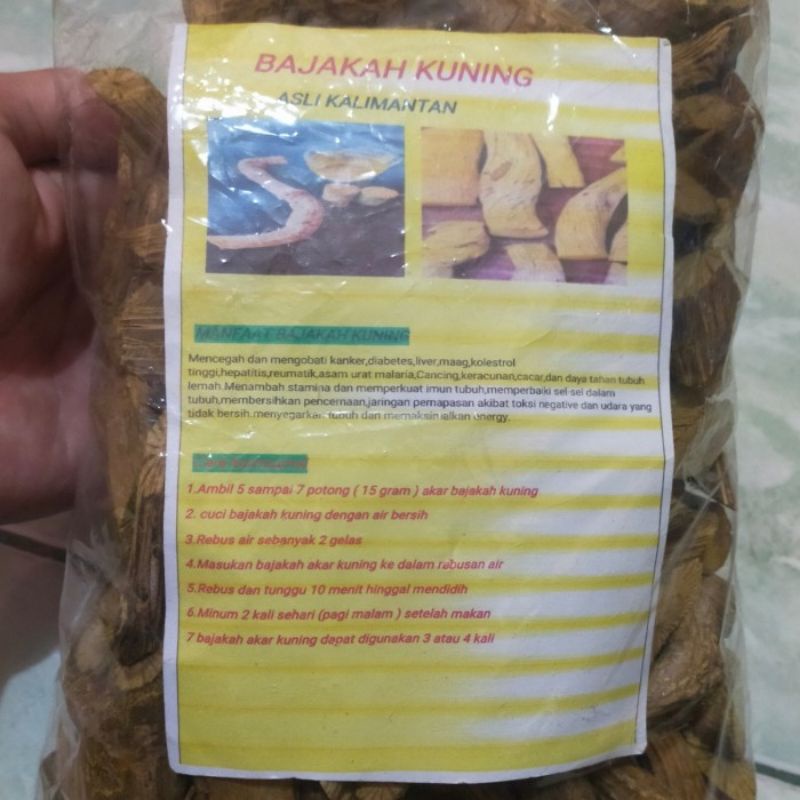 BAJAKAH KUNING
ASLI KALIMANTAN
MANFAAT BAJAKAH KUNING
Mencegah dan mengobati kanker,diabetes,liver,maag,kolestrol
tinggi,hepatitis,reumatik,asam urat malaria,Cancing,keracunan,cacar,dan daya tahan tubuh
lemah.Menambah stamina dan memperkuat imun tubuh,memperbaiki sel-sel dalam
tubuh,membersihkan pencernaan,jaringan pernapasan akibat toksi negative dan udara yang
tidak bersih.menyegarkan tubuh dan memaksimalkan energy.
1.Ambil 5 sampai 7 potong ( 15 gram ) akar bajakah kuning
2. cuci bajakah kuning dengan air bersih
3.Rebus air sebanyak 2 gelas
4.Masukan bajakah akar kuning ke dalam rabusan air
5.Rebus dan tunggu 10 menit hinggal mendidih
6.Minum 2 kali sehari (pagi malam ) setelah makan
7 bajakah akar kuning dapat digunakan 3 atau 4 kali